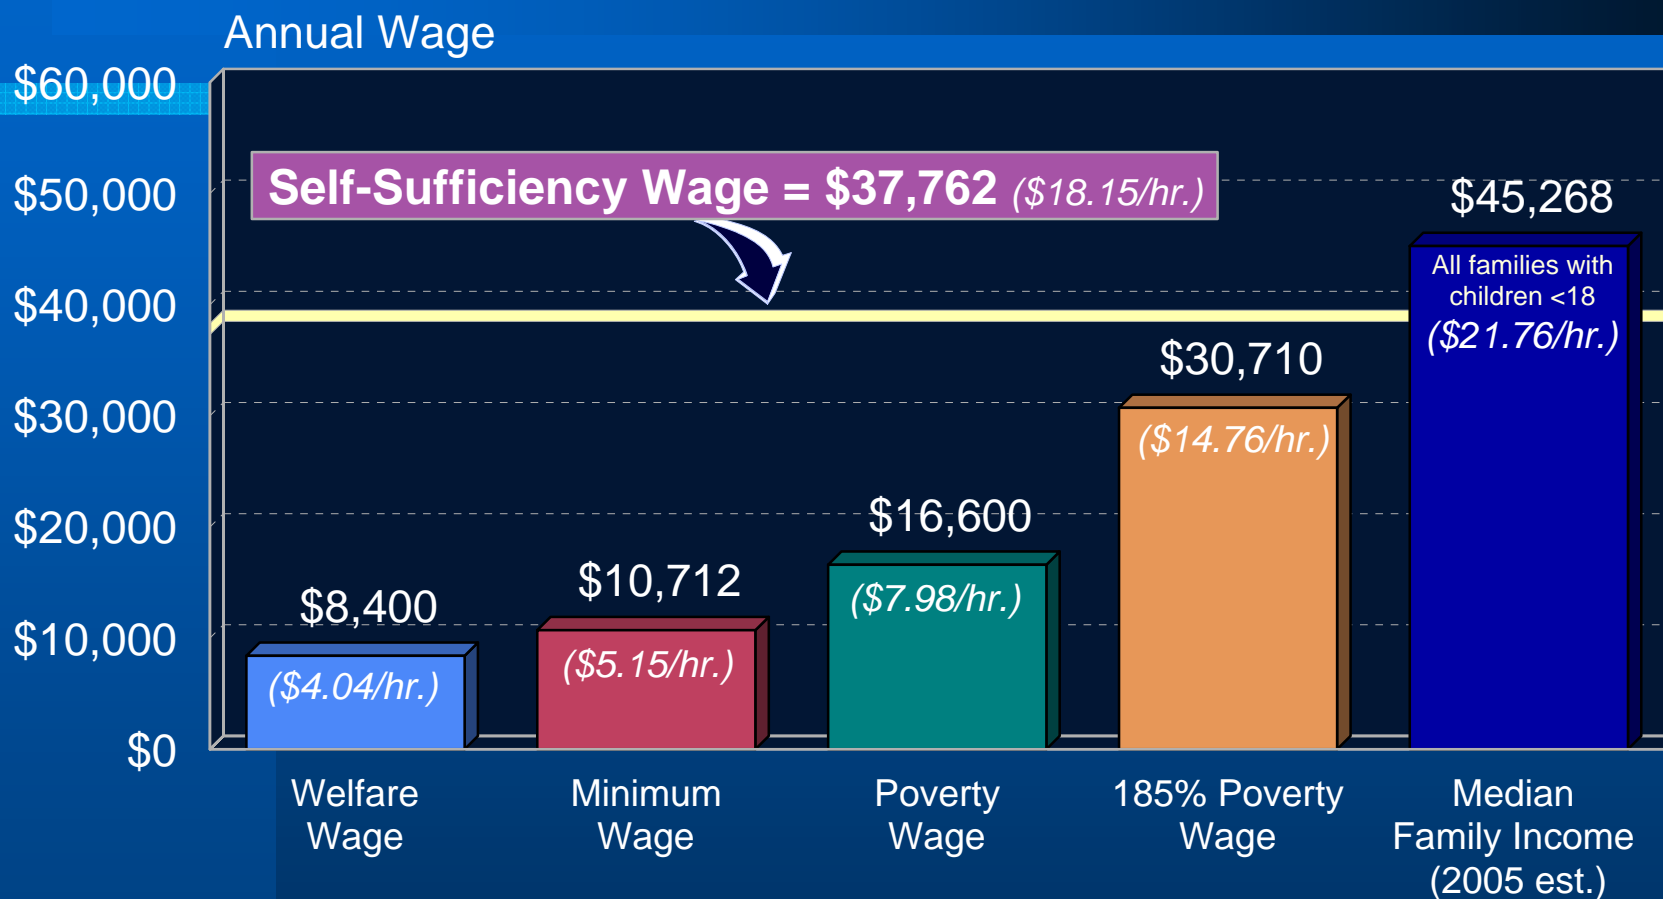 Annual Wage
$60,000
$50,000
$40,000
$30,000
$20,000
$10,000
$0
Self-Sufficiency Wage = $37,762 ($18.15/hr.)
$8,400
($4.04/hr.)
$10,712
($5.15/hr.)
$16,600
($7.98/hr.)
$30,710
($14.76/hr.)
$45,268
All families with
children <18
($21.76/hr.)
Welfare
Wage
Minimum
Wage
Poverty
Wage
185% Poverty
Wage
Median
Family Income
(2005 est.)